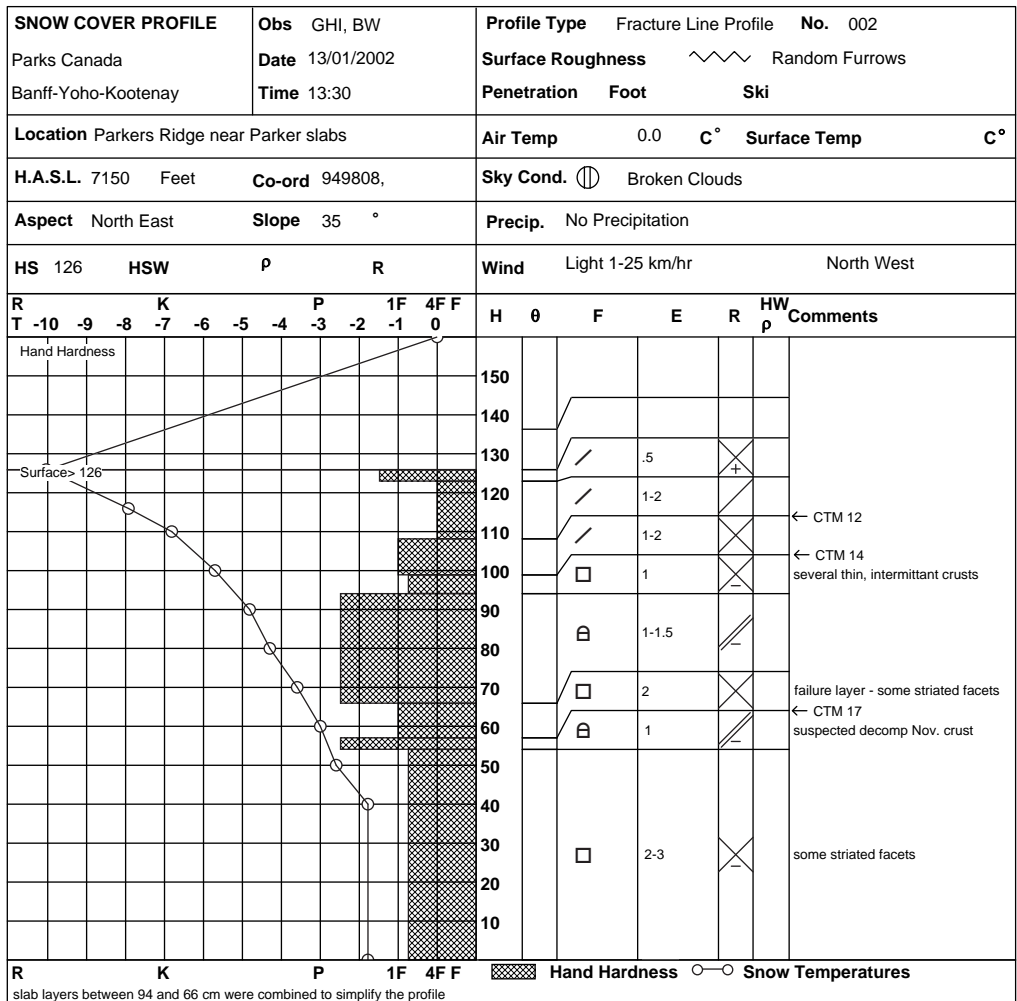 SNOW COVER PROFILE Obs GHI, BW Profile Type Fracture Line Profile No. 002
Parks Canada Date 13/01/2002 Surface Roughness Random Furrows
Banff-Yoho-Kootenay Time 13:30 Penetration Foot Ski
Location Parkers Ridge near Parker slabs Air Temp 0.0 C° Surface Temp C°
H.A.S.L. 7150 Feet Co-ord 949808, Sky Cond. Broken Clouds
Aspect North East Slope 35 ° Precip. No Precipitation
HS 126 HSW ρ R Wind Light 1-25 km/hr North West
R K P 1F 4F F
T -10 -9 -8 -7 -6 -5 -4 -3 -2 -1 0 H θ F E R HW ρ Comments
Hand Hardness
150
140
130
Surface> 126 .5 +
120
1-2
← CTM 12
110 1-2
← CTM 14
100 1 – several thin, intermittant crusts
90
1-1.5 –
80
70 2 failure layer - some striated facets
← CTM 17
60 1 – suspected decomp Nov. crust
50
40
30
2-3 – some striated facets
20
10
R K P 1F 4F F Hand Hardness Snow Temperatures
slab layers between 94 and 66 cm were combined to simplify the profile